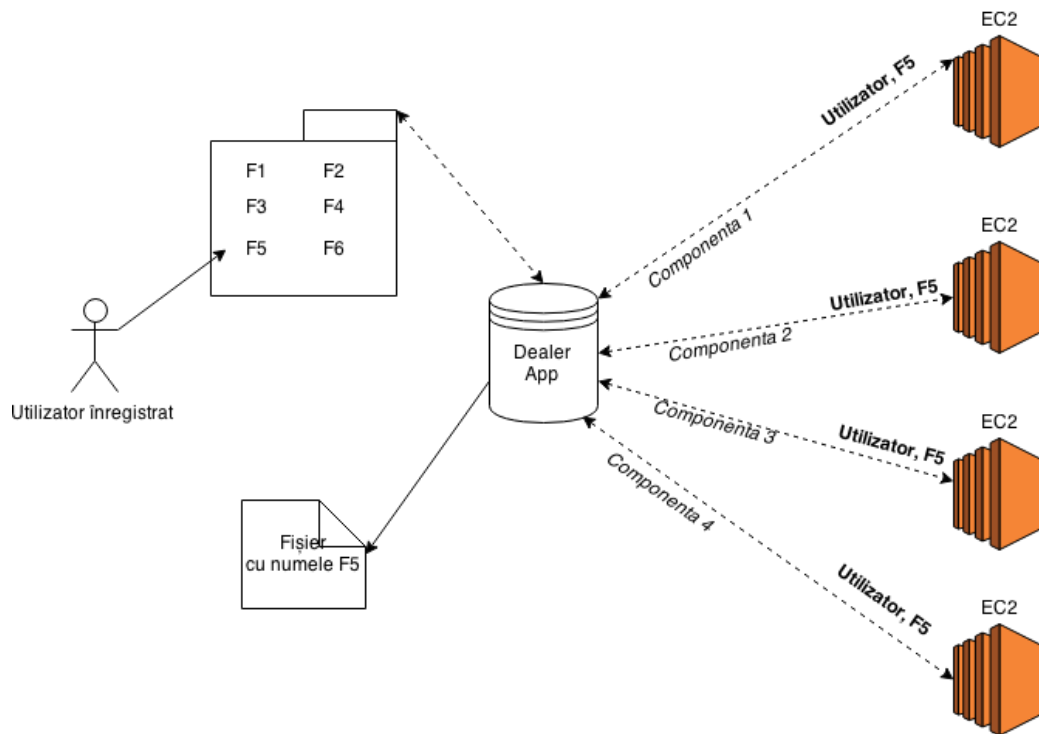 EC2
Utilizator, F5
Componenta 1
F1 F2
F3 F4
F5 F6
Utilizator înregistrat
Dealer
App
EC2
Utilizator, F5
Componenta 2
EC2
Utilizator, F5
Componenta 3
Componenta 4
Utilizator, F5
EC2
Fișier
cu numele F5